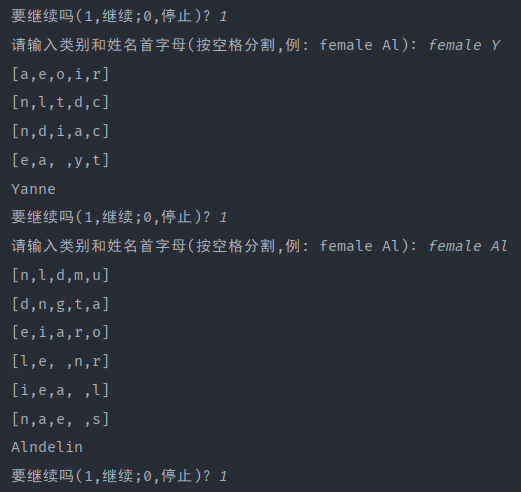 要继续吗(1,继续;0,停止)? 1
请输入类别和姓名首字母(按空格分割,例: female Al): female Y
[a,e,o,i,r]
[n,l,t,d,c]
[n,d,i,a,c]
[e,a, ,y,t]
Yanne
要继续吗(1,继续;0,停止)? 1
请输入类别和姓名首字母(按空格分割,例: female Al): female Al
[n,l,d,m,u]
[d,n,g,t,a]
[e,i,a,r,o]
[l,e, ,n,r]
[i,e,a, ,l]
[n,a,e, ,s]
Alndelin
要继续吗(1,继续;0,停止)? 1